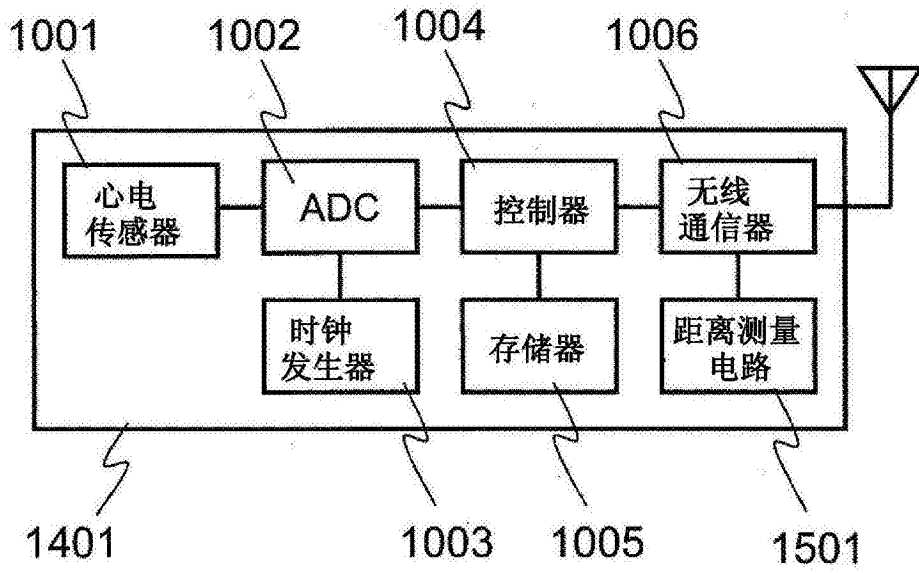 1001
1002
1004
1006
心电
传感器
ADC
控制器
无线
通信器
时钟
发生器
存储器
距离测量
电路
1401
1003
1005
1501